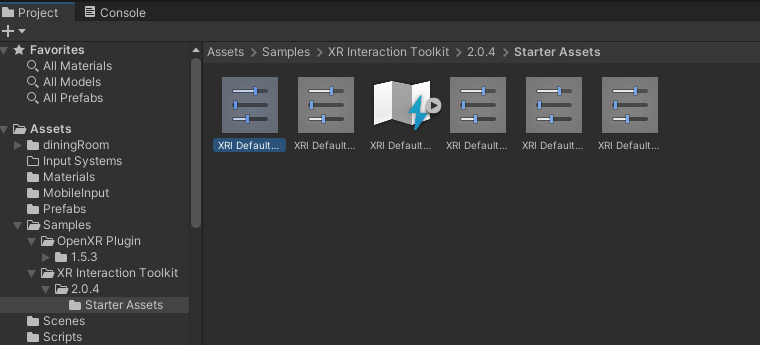 Project
Console
Favorites
All Materials
All Models
All Prefabs
Assets
diningRoom
Input Systems
Materials
MobileInput
Prefabs
Samples
OpenXR Plugin
1.5.3
XR Interaction Toolkit
2.0.4
Starter Assets
Scenes
Scripts
Assets > Samples > XR Interaction Toolkit > 2.0.4 > Starter Assets
XRI Default... XRI Default... XRI Default... XRI Default... XRI Default... XRI Default...